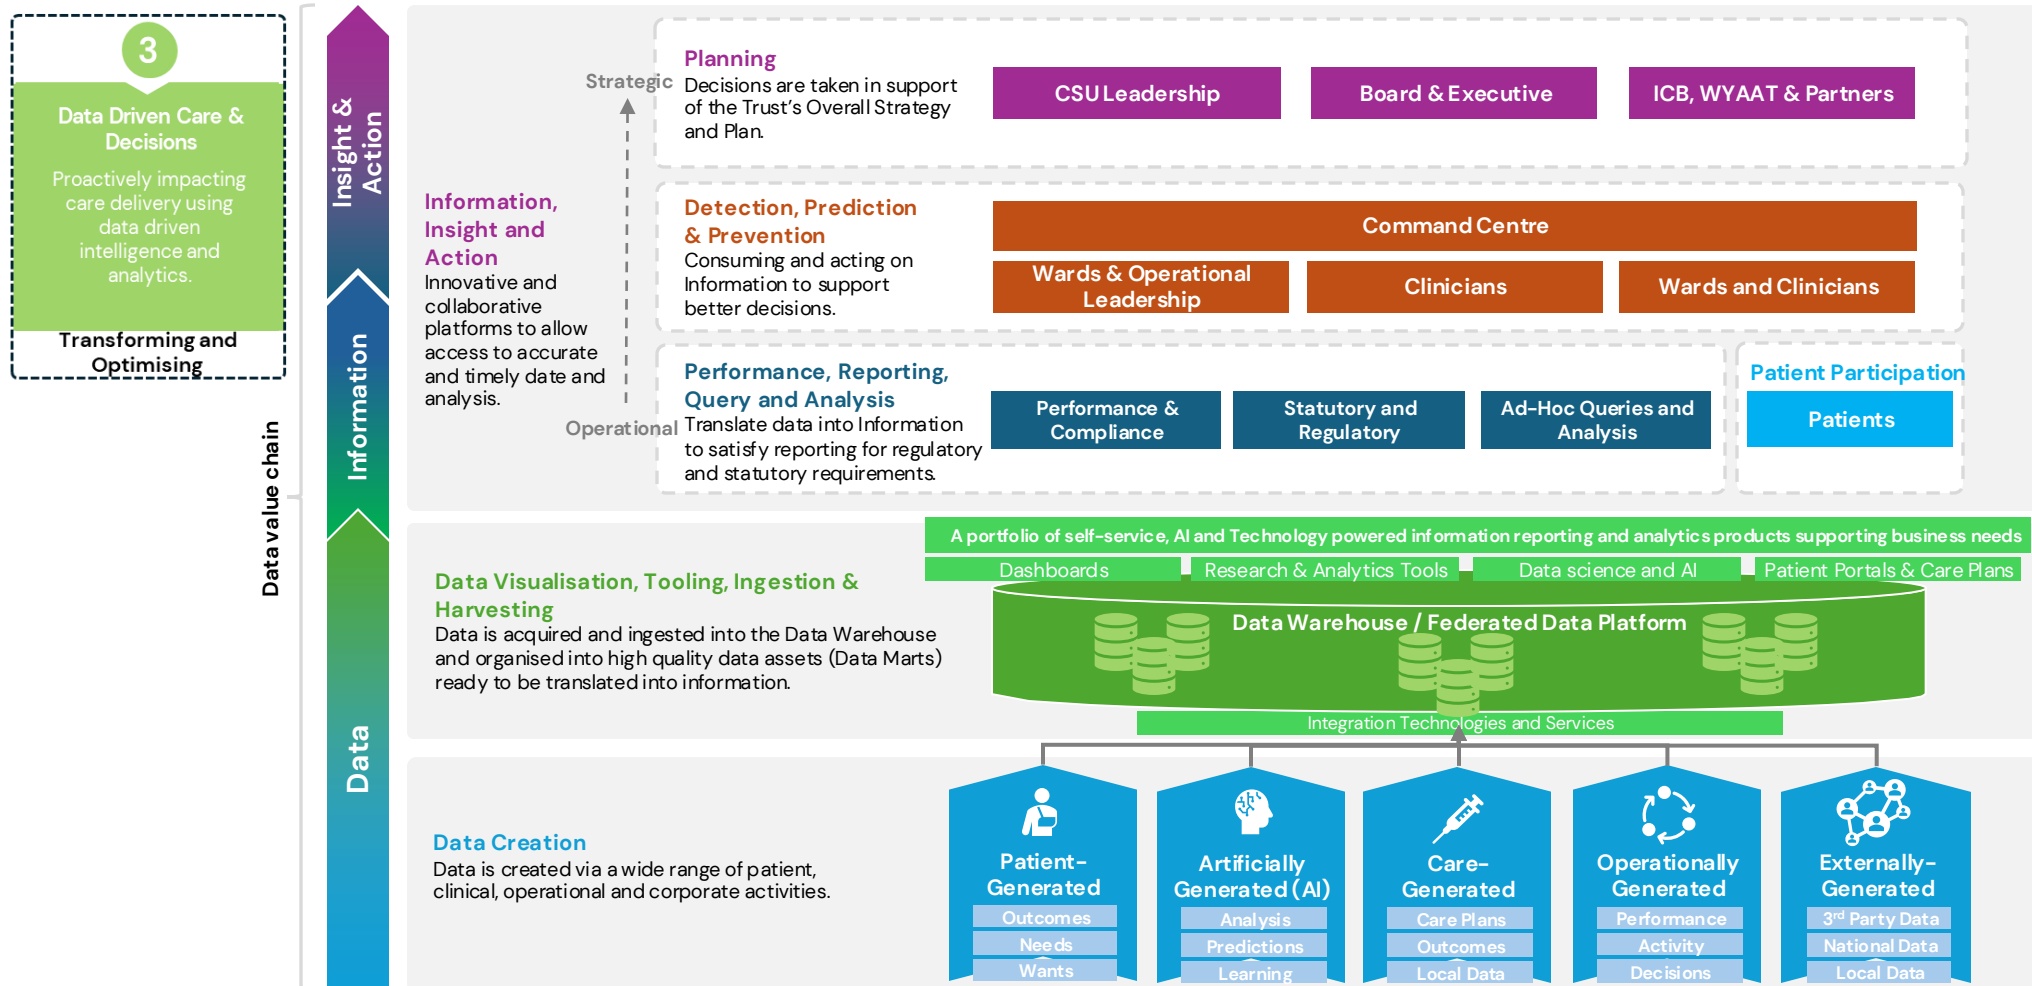 3
Data Driven Care &
Decisions
Proactively impacting
care delivery using
data driven
intelligence and
analytics.
Transforming and
Optimising
Data value chain
Insight &
Action
Information
Data
Information,
Insight and
Action
Innovative and
collaborative
platforms to allow
access to accurate
and timely date and
analysis.
Strategic
Operational
Planning
Decisions are taken in support
of the Trust's Overall Strategy
and Plan.
CSU Leadership
Board & Executive
ICB, WYAAT & Partners
Detection, Prediction
& Prevention
Consuming and acting on
Information to support
better decisions.
Command Centre
Wards & Operational
Leadership
Clinicians
Wards and Clinicians
Performance, Reporting,
Query and Analysis
Translate data into Information
to satisfy reporting for regulatory
and statutory requirements.
Performance &
Compliance
Statutory and
Regulatory
Ad-Hoc Queries and
Analysis
Patient Participation
Patients
Data Visualisation, Tooling, Ingestion &
Harvesting
Data is acquired and ingested into the Data Warehouse
and organised into high quality data assets (Data Marts)
ready to be translated into information.
A portfolio of self-service, AI and Technology powered information reporting and analytics products supporting business needs
Dashboards
Research & Analytics Tools
Data science and AI
Patient Portals & Care Plans
Data Warehouse / Federated Data Platform
Integration Technologies and Services
Data Creation
Data is created via a wide range of patient,
clinical, operational and corporate activities.
Patient-
Generated
Outcomes
Needs
Wants
Artificially
Generated (AI)
Analysis
Predictions
Learning
Care-
Generated
Care Plans
Outcomes
Local Data
Operationally
Generated
Performance
Activity
Decisions
Externally-
Generated
3rd Party Data
National Data
Local Data